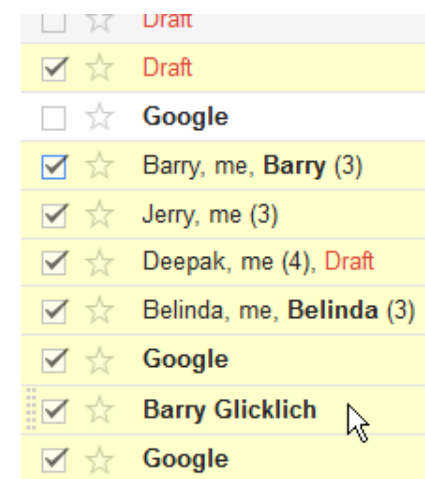 Draft
Draft
Google
Barry, me, Barry (3)
Jerry, me (3)
Deepak, me (4), Draft
Belinda, me, Belinda (3)
Google
Barry Glicklich
Google